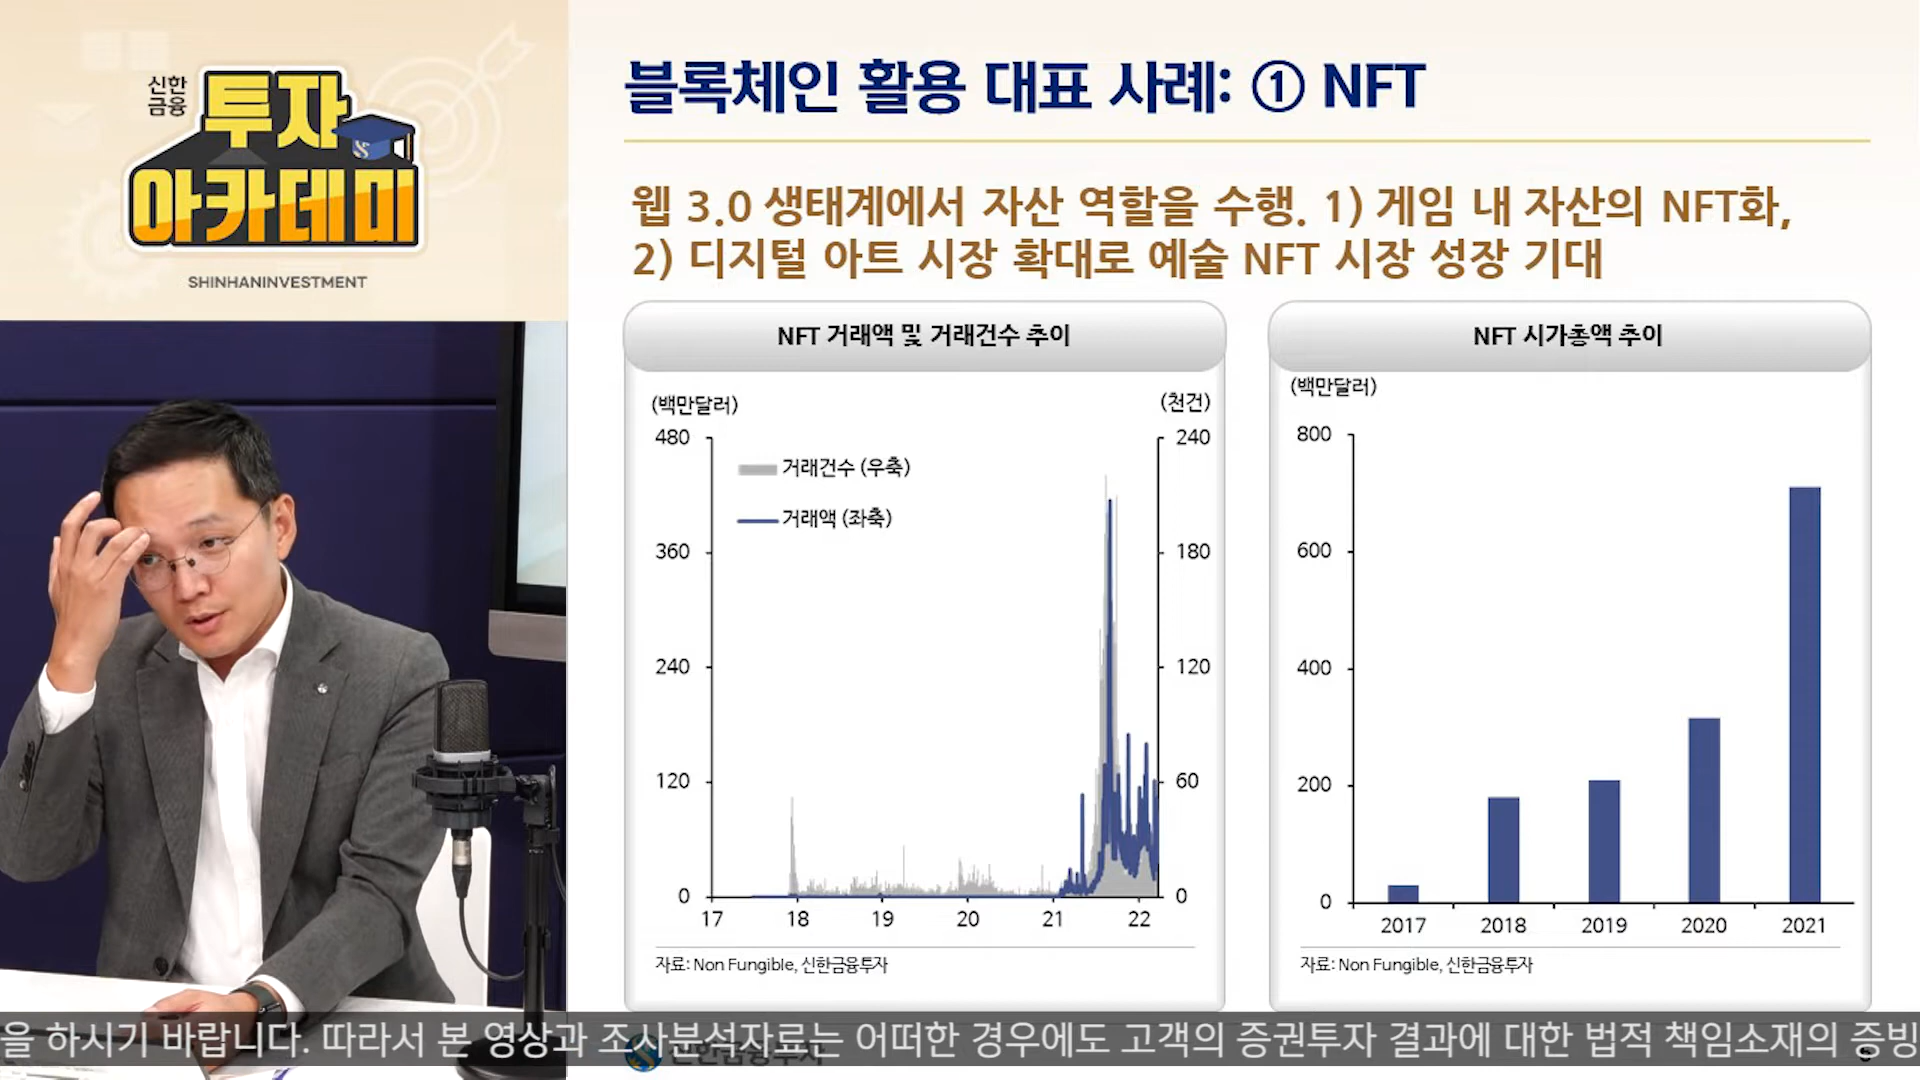 신한
금융
투자
아카데미
SHINHANINVESTMENT
블록체인 활용 대표 사례: ① NFT
웹 3.0 생태계에서 자산 역할을 수행. 1) 게임 내 자산의 NFT화,
2) 디지털 아트 시장 확대로 예술 NFT 시장 성장 기대
NFT 거래액 및 거래건수 추이
(백만달러)
(천건)
480
360
240
120
0
거래건수 (우축)
거래액 (좌축)
240
180
120
60
0
17 18 19 20 21 22
자료: Non Fungible, 신한금융투자
NFT 시가총액 추이
(백만달러)
800
600
400
200
0
2017 2018 2019 2020 2021
자료: Non Fungible, 신한금융투자
신한금융투자
을 하시기 바랍니다. 따라서 본 영상과 조사분석자료는 어떠한 경우에도 고객의 증권투자 결과에 대한 법적 책임소재의 증빙